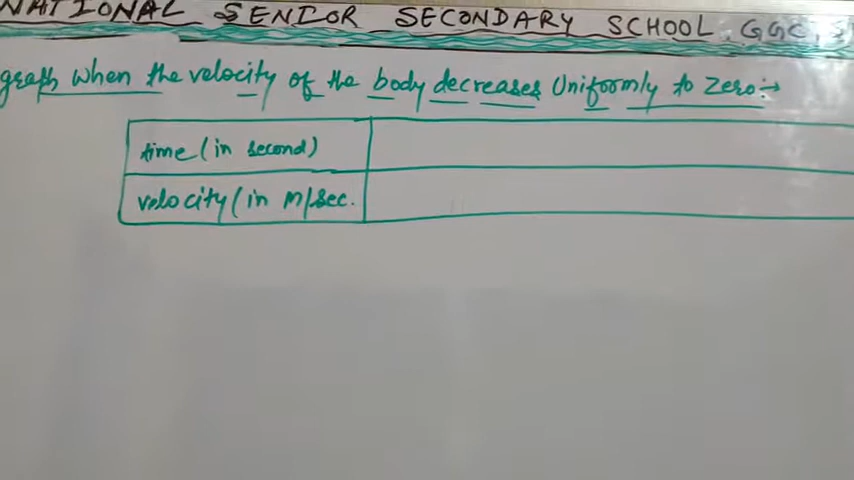 NATIONAL SENIOR SECONDARY SCHOOL GGC,
graph when the velocity of the body decreases Uniformly to Zero:→
time (in second)
velocity (in m/sec.